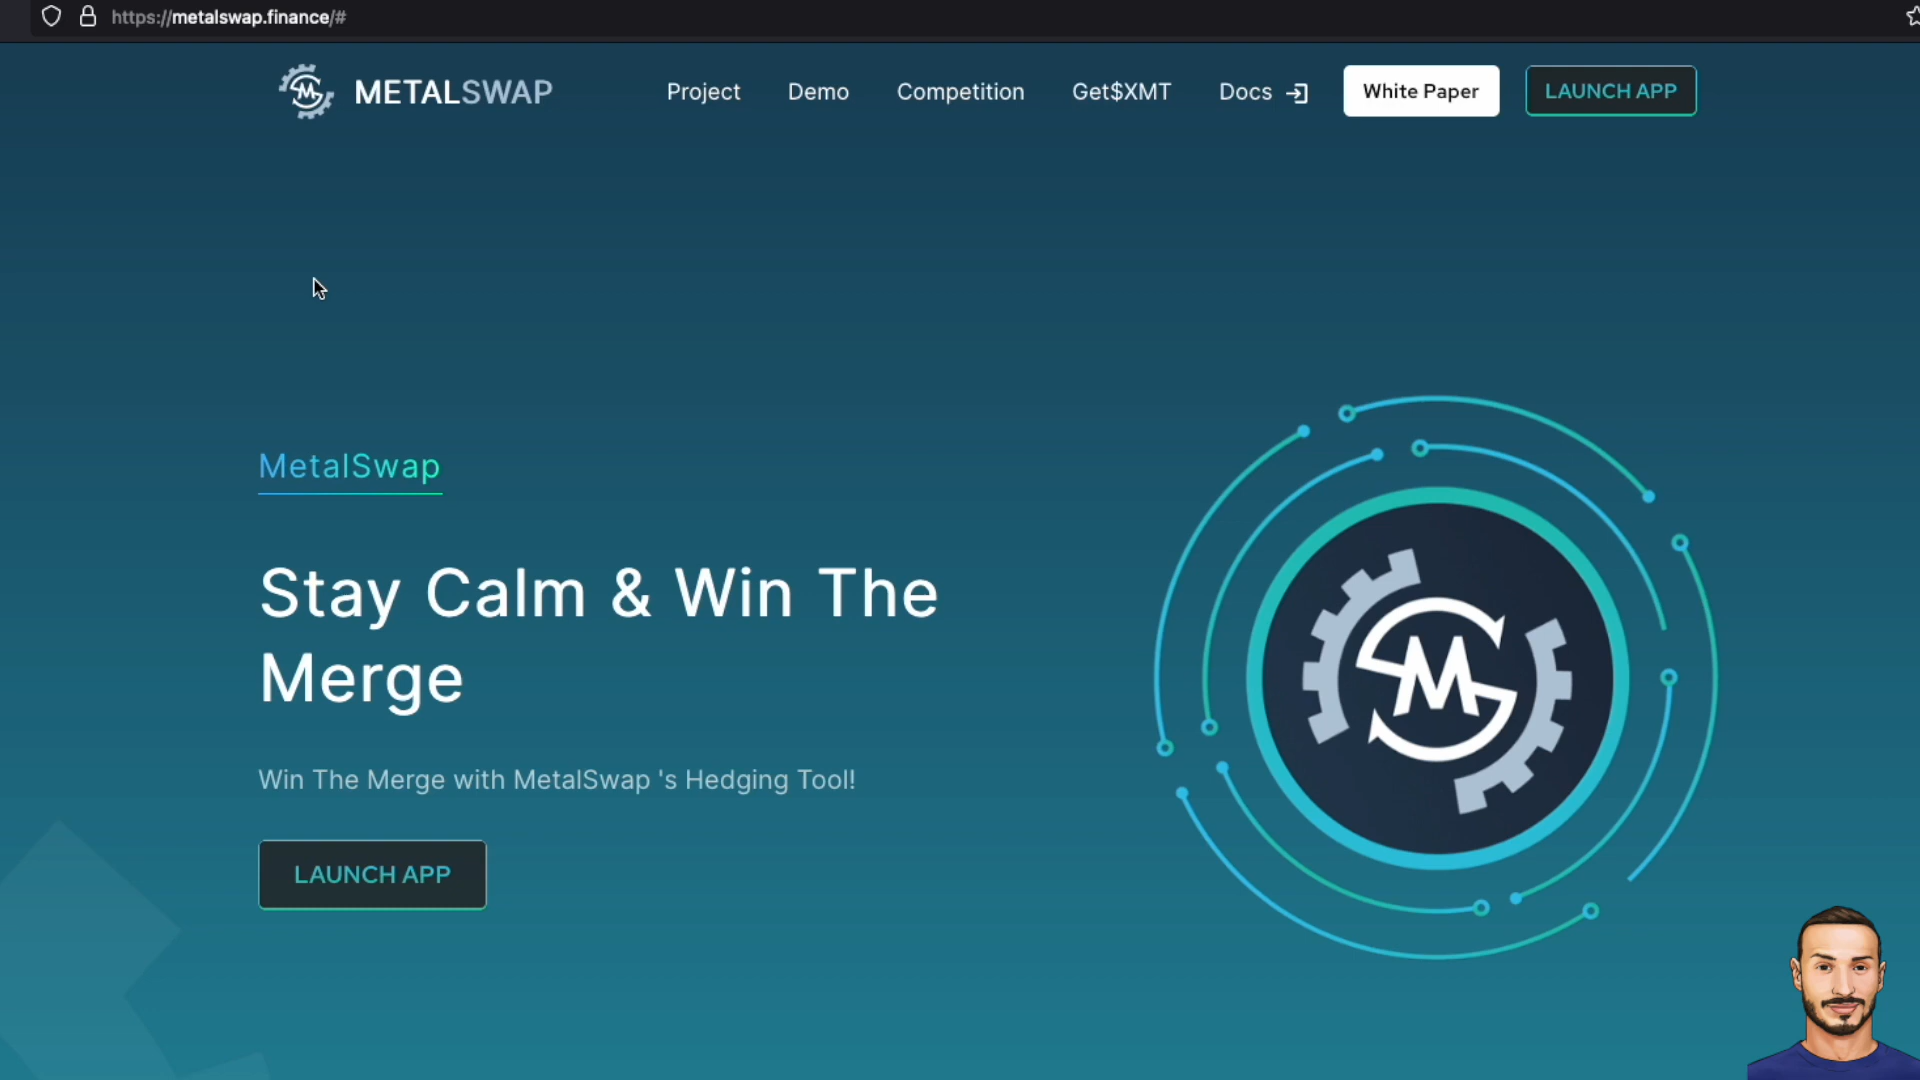 https://metalswap.finance/#
METALSWAP
Project
Demo
Competition
Get$XMT
Docs
White Paper
LAUNCH APP
MetalSwap
Stay Calm & Win The
Merge
Win The Merge with MetalSwap 's Hedging Tool!
LAUNCH APP
M